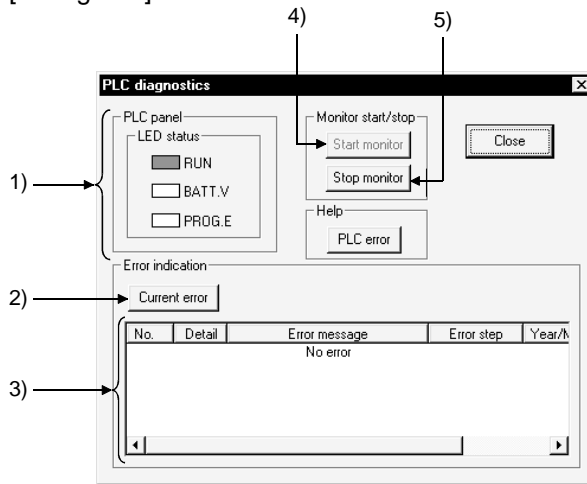 4)
5)
PLC diagnostics
PLC panel
LED status
RUN
BATT.V
PROG.E
1)
Monitor start/stop
Start monitor
Stop monitor
Close
Help
PLC error
Error indication
2)
Current error
No. Detail Error message Error step Year/M
No error
3)